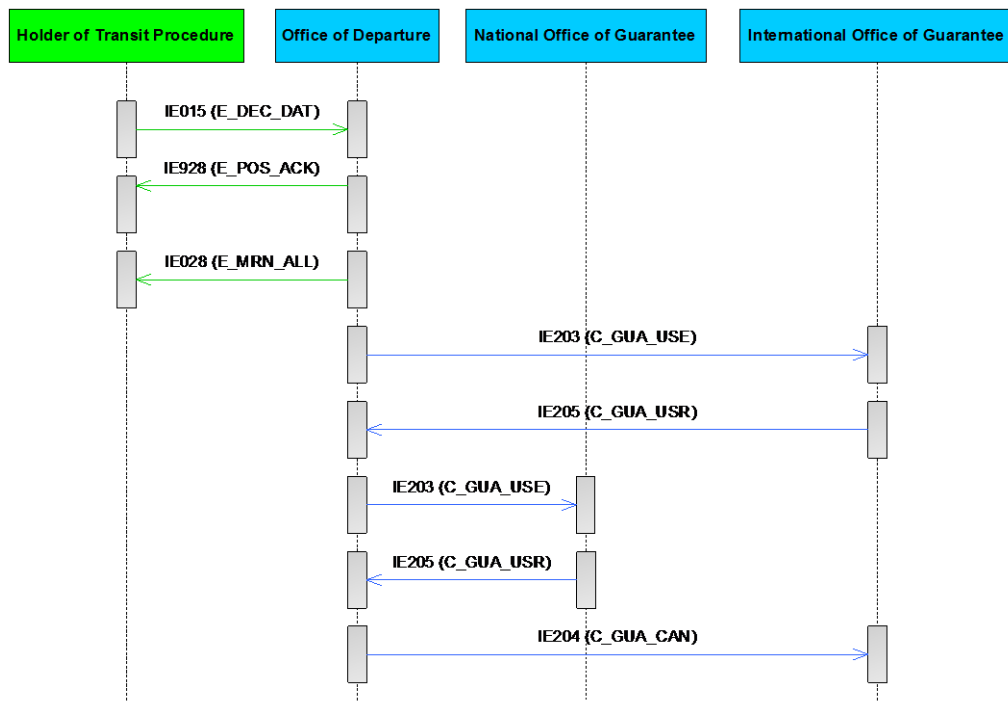 Holder of Transit Procedure
Office of Departure
National Office of Guarantee
International Office of Guarantee
IE015 (E_DEC_DAT)
IE928 (E_POS_ACK)
IE028 (E_MRN_ALL)
IE203 (C_GUA_USE)
IE205 (C_GUA_USR)
IE203 (C_GUA_USE)
IE205 (C_GUA_USR)
IE204 (C_GUA_CAN)